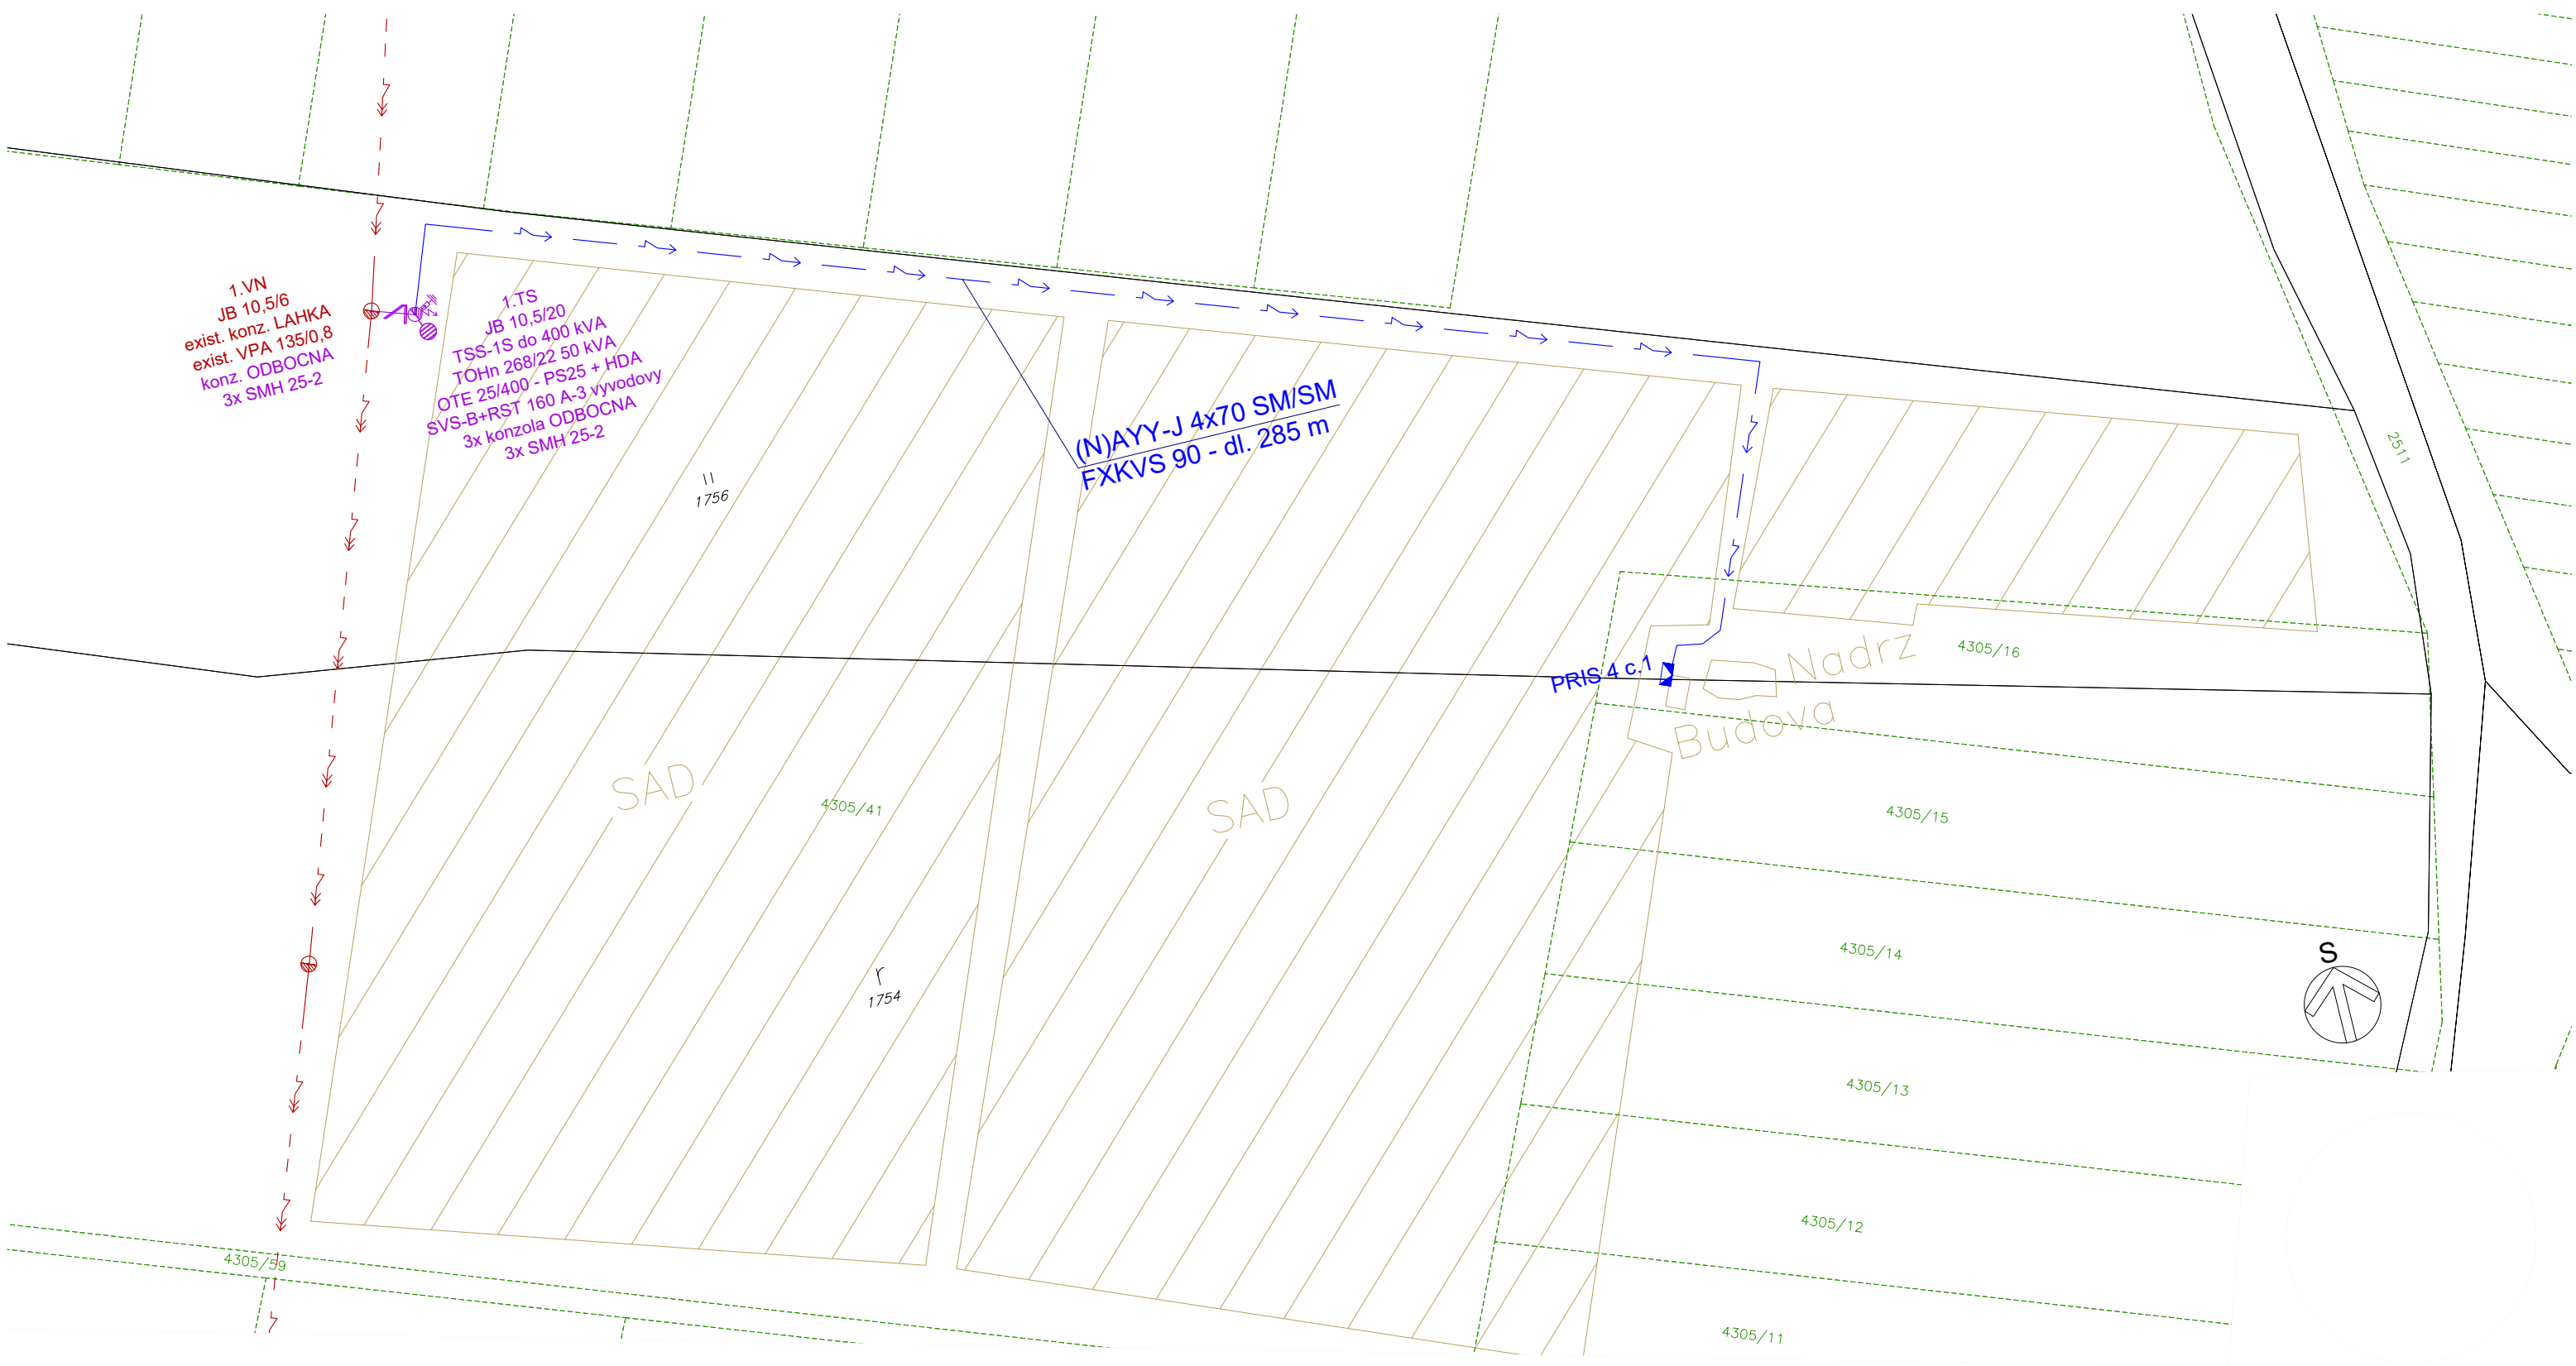 1.VN
JB 10,5/6
exist. konz. LAHKA
exist. VPA 135/0,8
konz. ODBOCNA
3x SMH 25-2
1.TS
JB 10,5/20
TSS-1S do 400 kVA
TOHn 268/22 50 kVA
OTE 25/400 - PS25 + HDA
SVS-B+RST 160 A-3 vyvodovy
3x konzola ODBOCNA
3x SMH 25-2
(N)AYY-J 4x70 SM/SM
FXKVS 90 - dl. 285 m
2511
1756
PRIS 4 c.1
Nadrz
4305/16
Budova
SAD
4305/41
SAD
4305/15
4305/14
S
r
1754
4305/13
4305/12
4305/59
4305/11